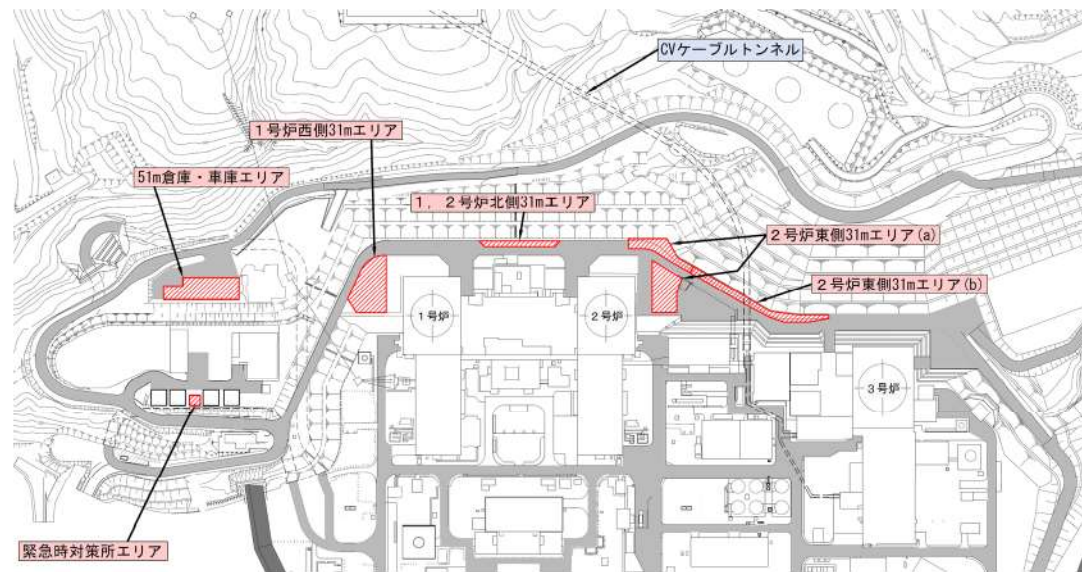 CVケーブルトンネル
1号炉西側31mエリア
51m倉庫・車庫エリア
1,2号炉北側31mエリア
2号炉東側31mエリア(a)
2号炉東側31mエリア(b)
1号炉
2号炉
3号炉
緊急時対策所エリア